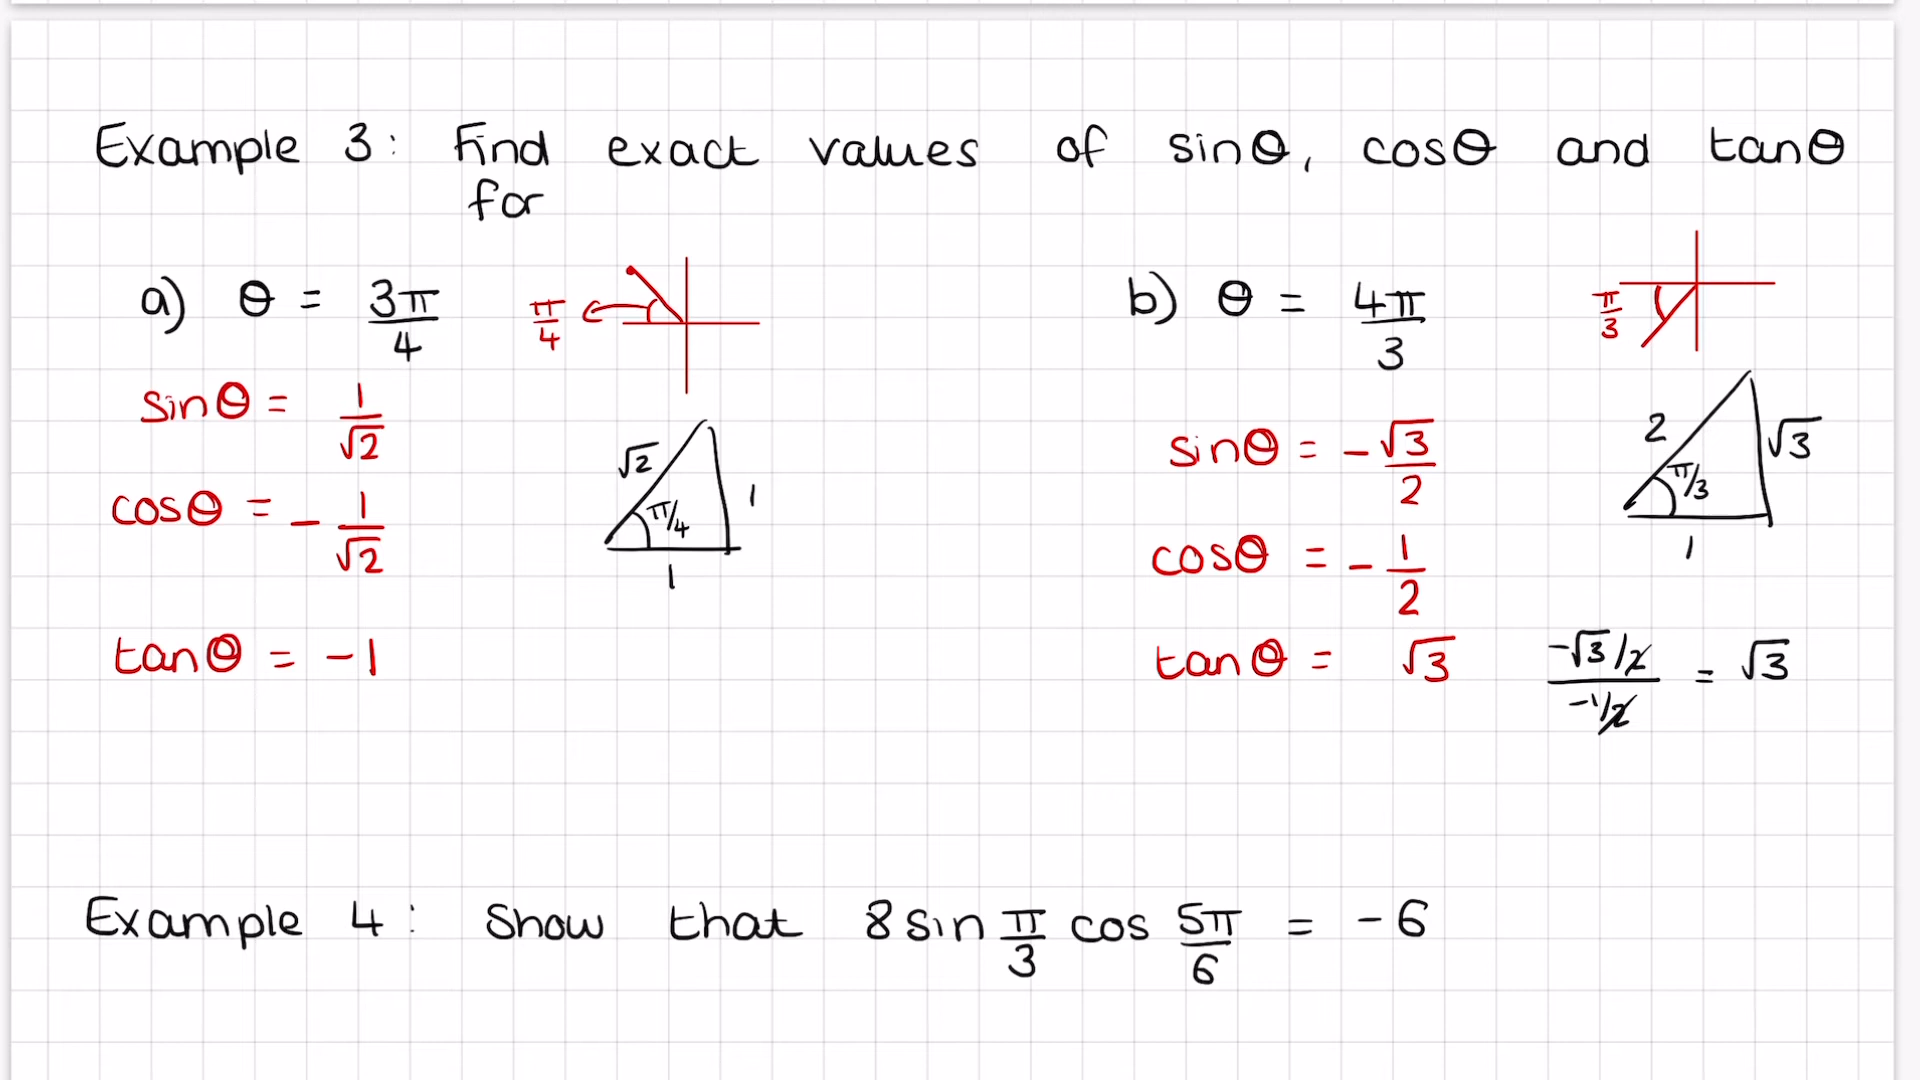 Example 3: Find exact values of sinθ, cosθ and tanθ
for
a) θ = 3π/4
π/4
sinθ = 1/√2
cosθ = -1/√2
tanθ = -1
√2
π/4
1
1
b) θ = 4π/3
π/3
sinθ = -√3/2
cosθ = -1/2
tanθ = √3
2
√3
π/3
1
-√3/2 / -1/2 = √3
Example 4: Show that 8 sin π/3 cos 5π/6 = -6